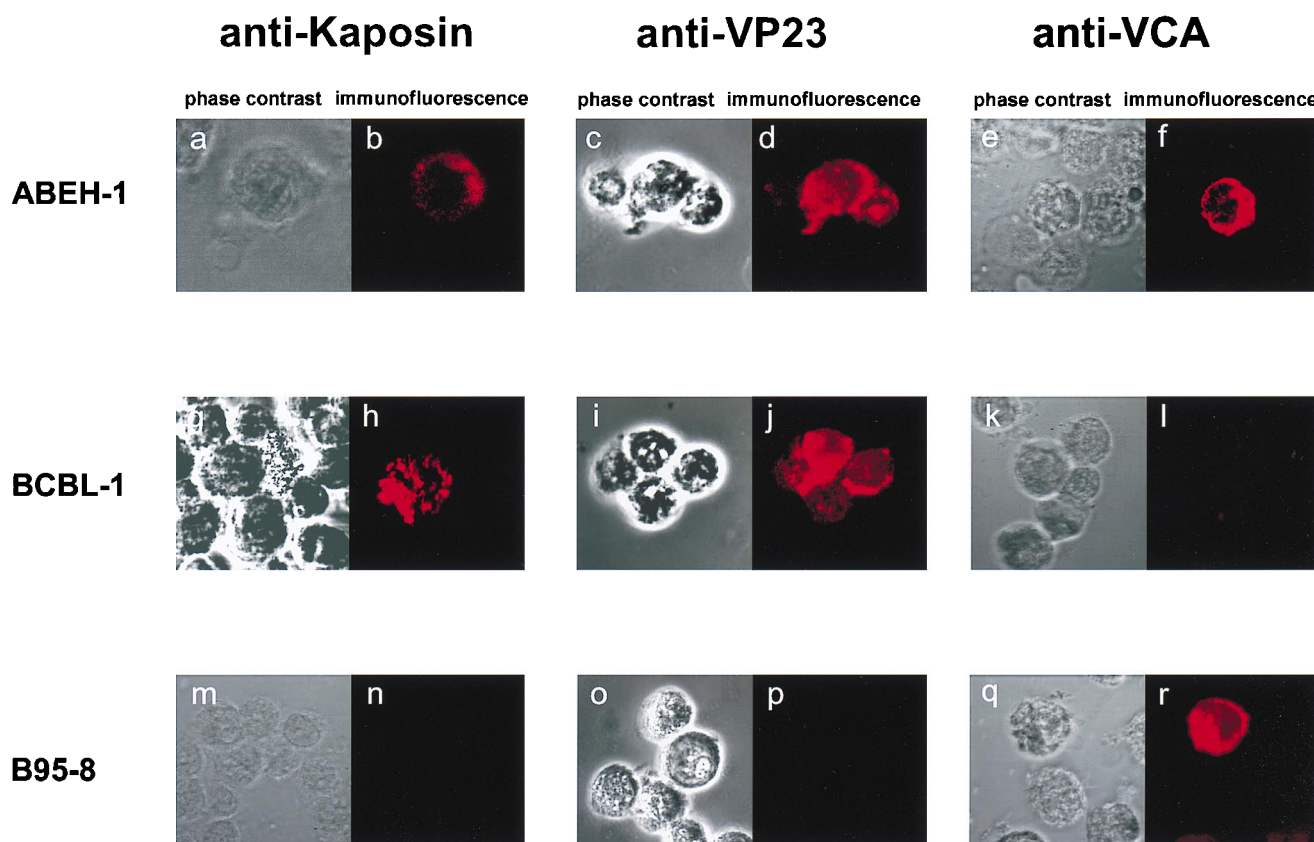 anti-Kaposin anti-VP23 anti-VCA
phase contrast immunofluorescence phase contrast immunofluorescence phase contrast immunofluorescence
ABEH-1 a b c d e f
BCBL-1 g h i j k l
B95-8 m n o p q r